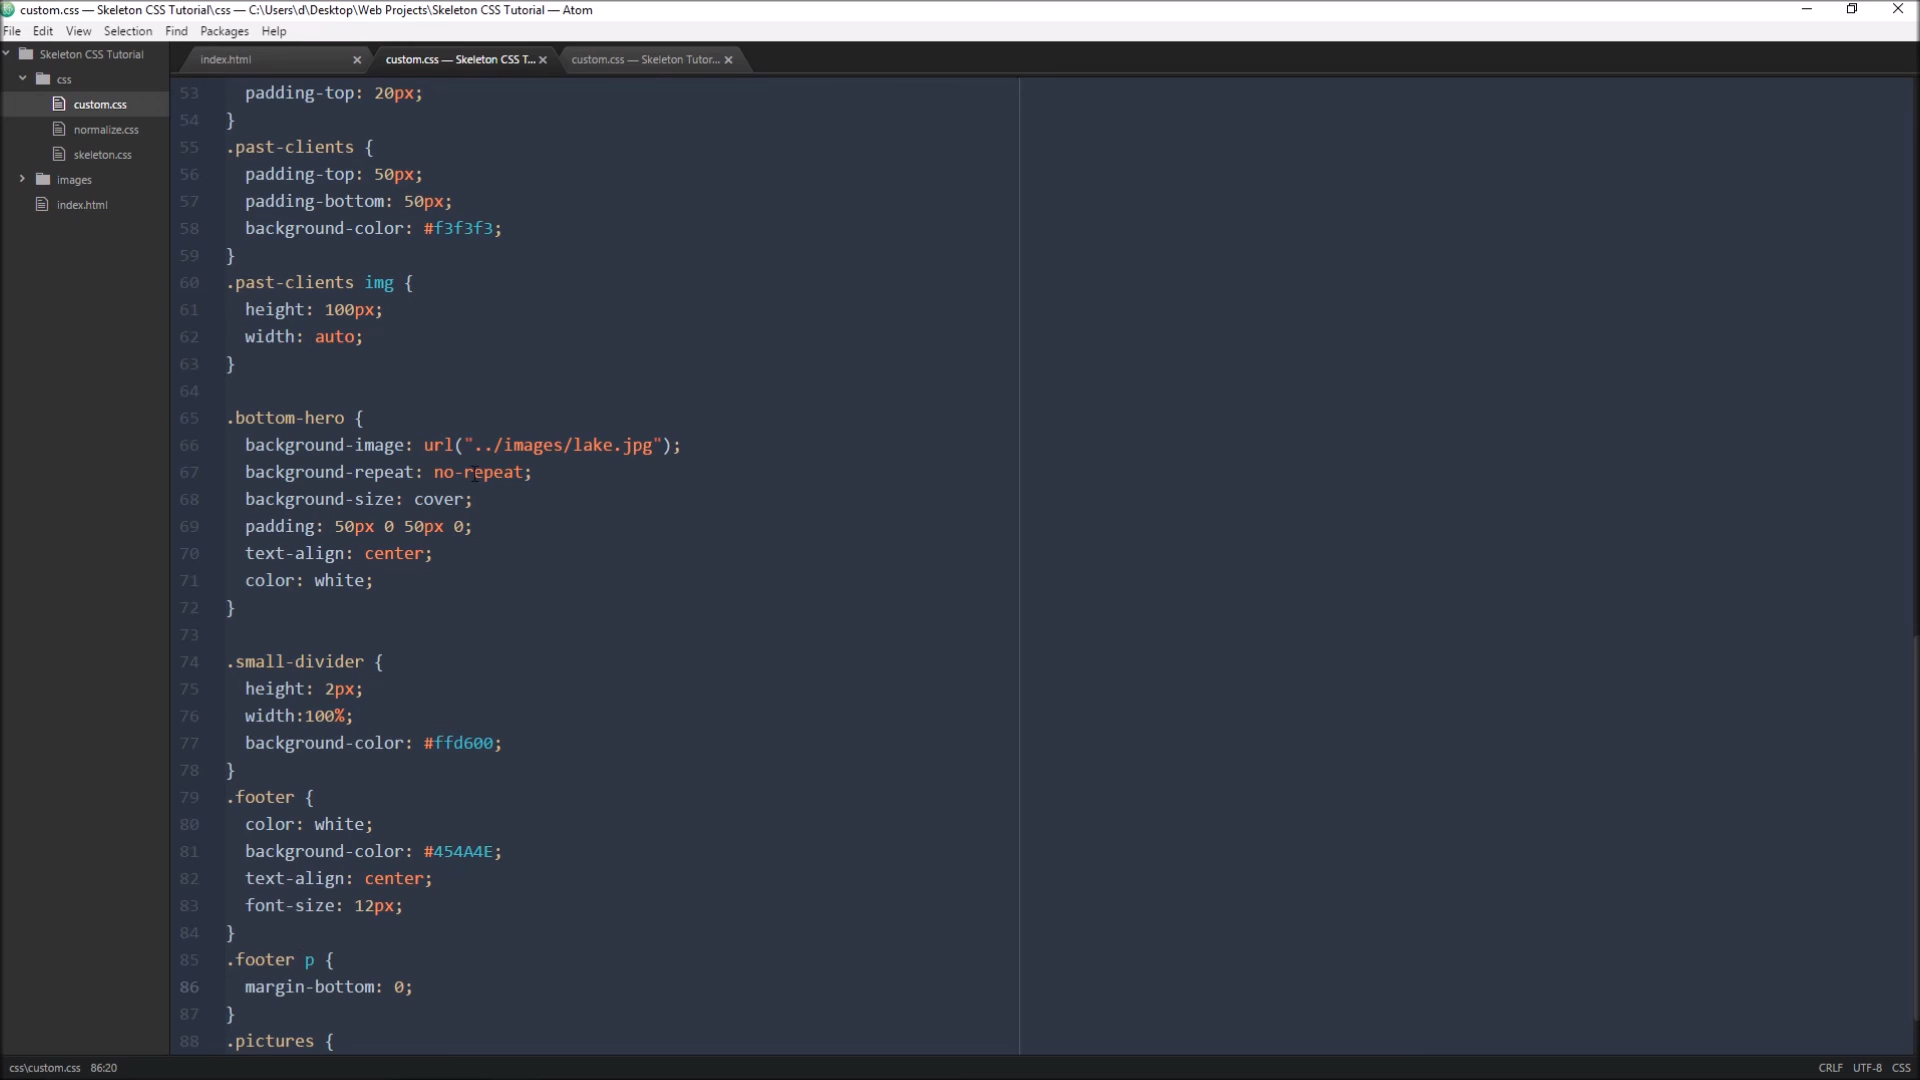 custom.css — Skeleton CSS Tutorial\css — C:\Users\d\Desktop\Web Projects\Skeleton CSS Tutorial — Atom
File Edit View Selection Find Packages Help
Skeleton CSS Tutorial
css
custom.css
normalize.css
skeleton.css
images
index.html
index.html
custom.css — Skeleton CSS T...
custom.css — Skeleton Tutor...
53 padding-top: 20px;
54 }
55 .past-clients {
56 padding-top: 50px;
57 padding-bottom: 50px;
58 background-color: #f3f3f3;
59 }
60 .past-clients img {
61 height: 100px;
62 width: auto;
63 }
64
65 .bottom-hero {
66 background-image: url("../images/lake.jpg");
67 background-repeat: no-repeat;
68 background-size: cover;
69 padding: 50px 0 50px 0;
70 text-align: center;
71 color: white;
72 }
73
74 .small-divider {
75 height: 2px;
76 width:100%;
77 background-color: #ffd600;
78 }
79 .footer {
80 color: white;
81 background-color: #454A4E;
82 text-align: center;
83 font-size: 12px;
84 }
85 .footer p {
86 margin-bottom: 0;
87 }
88 .pictures {
css\custom.css 86:20 CRLF UTF-8 CSS